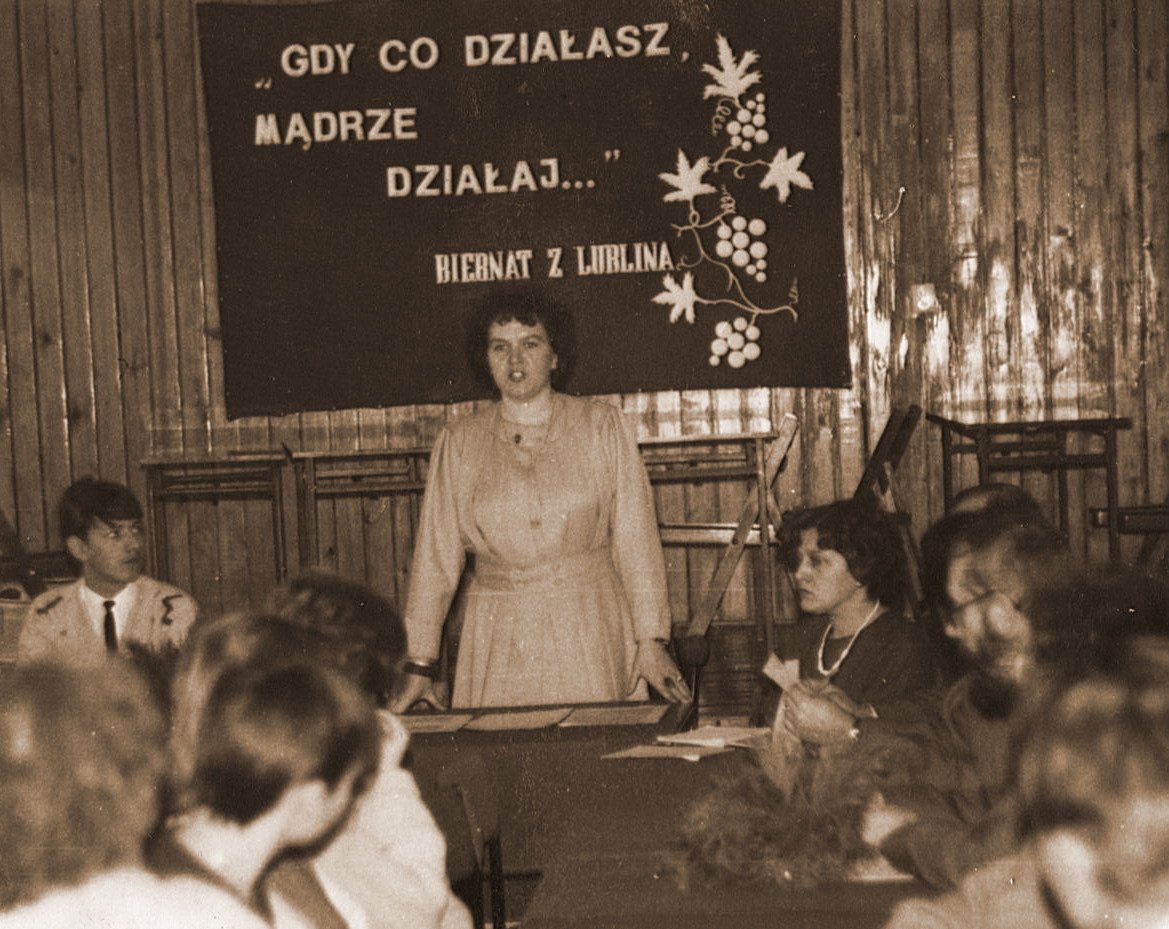 „GDY CO DZIAŁASZ,
MĄDRZE
DZIAŁAJ..."
BIERNAT Z LUBLINA